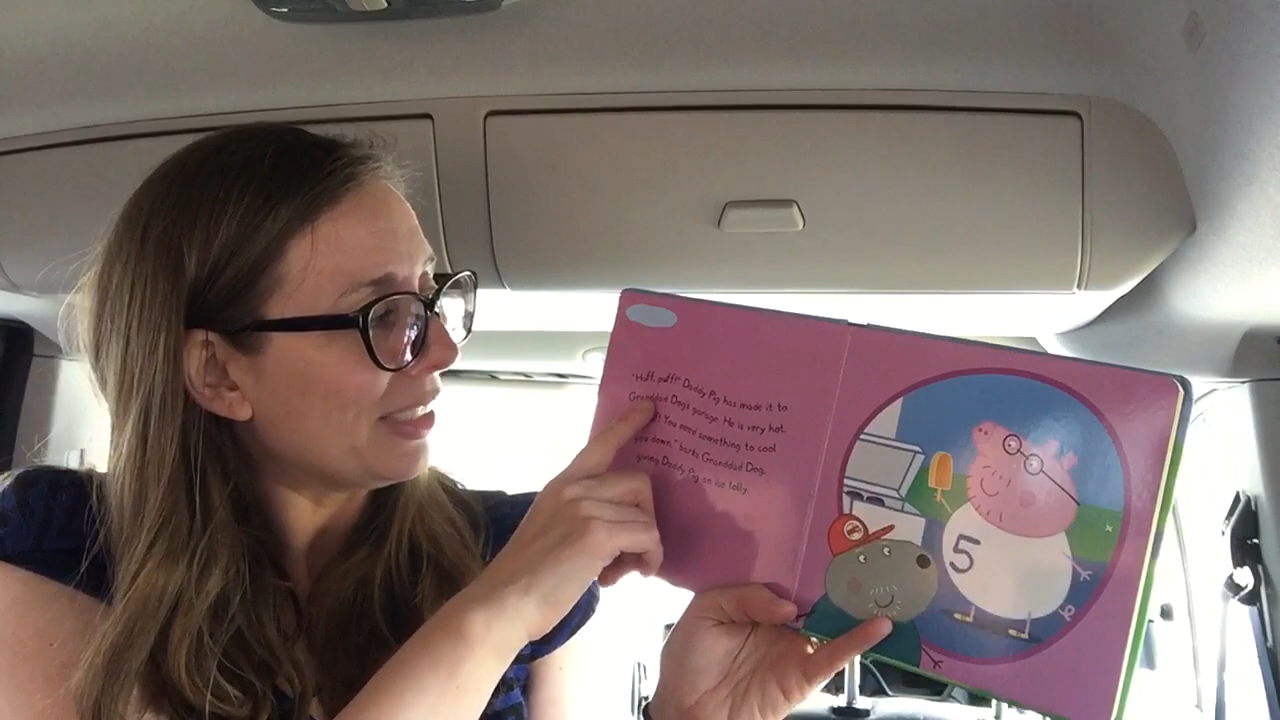 "Huff, puff!" Daddy Pig has made it to
Granddad Dog's garage. He is very hot.
You need something to cool
you down," barks Granddad Dog,
giving Daddy Pig an ice lolly.
5